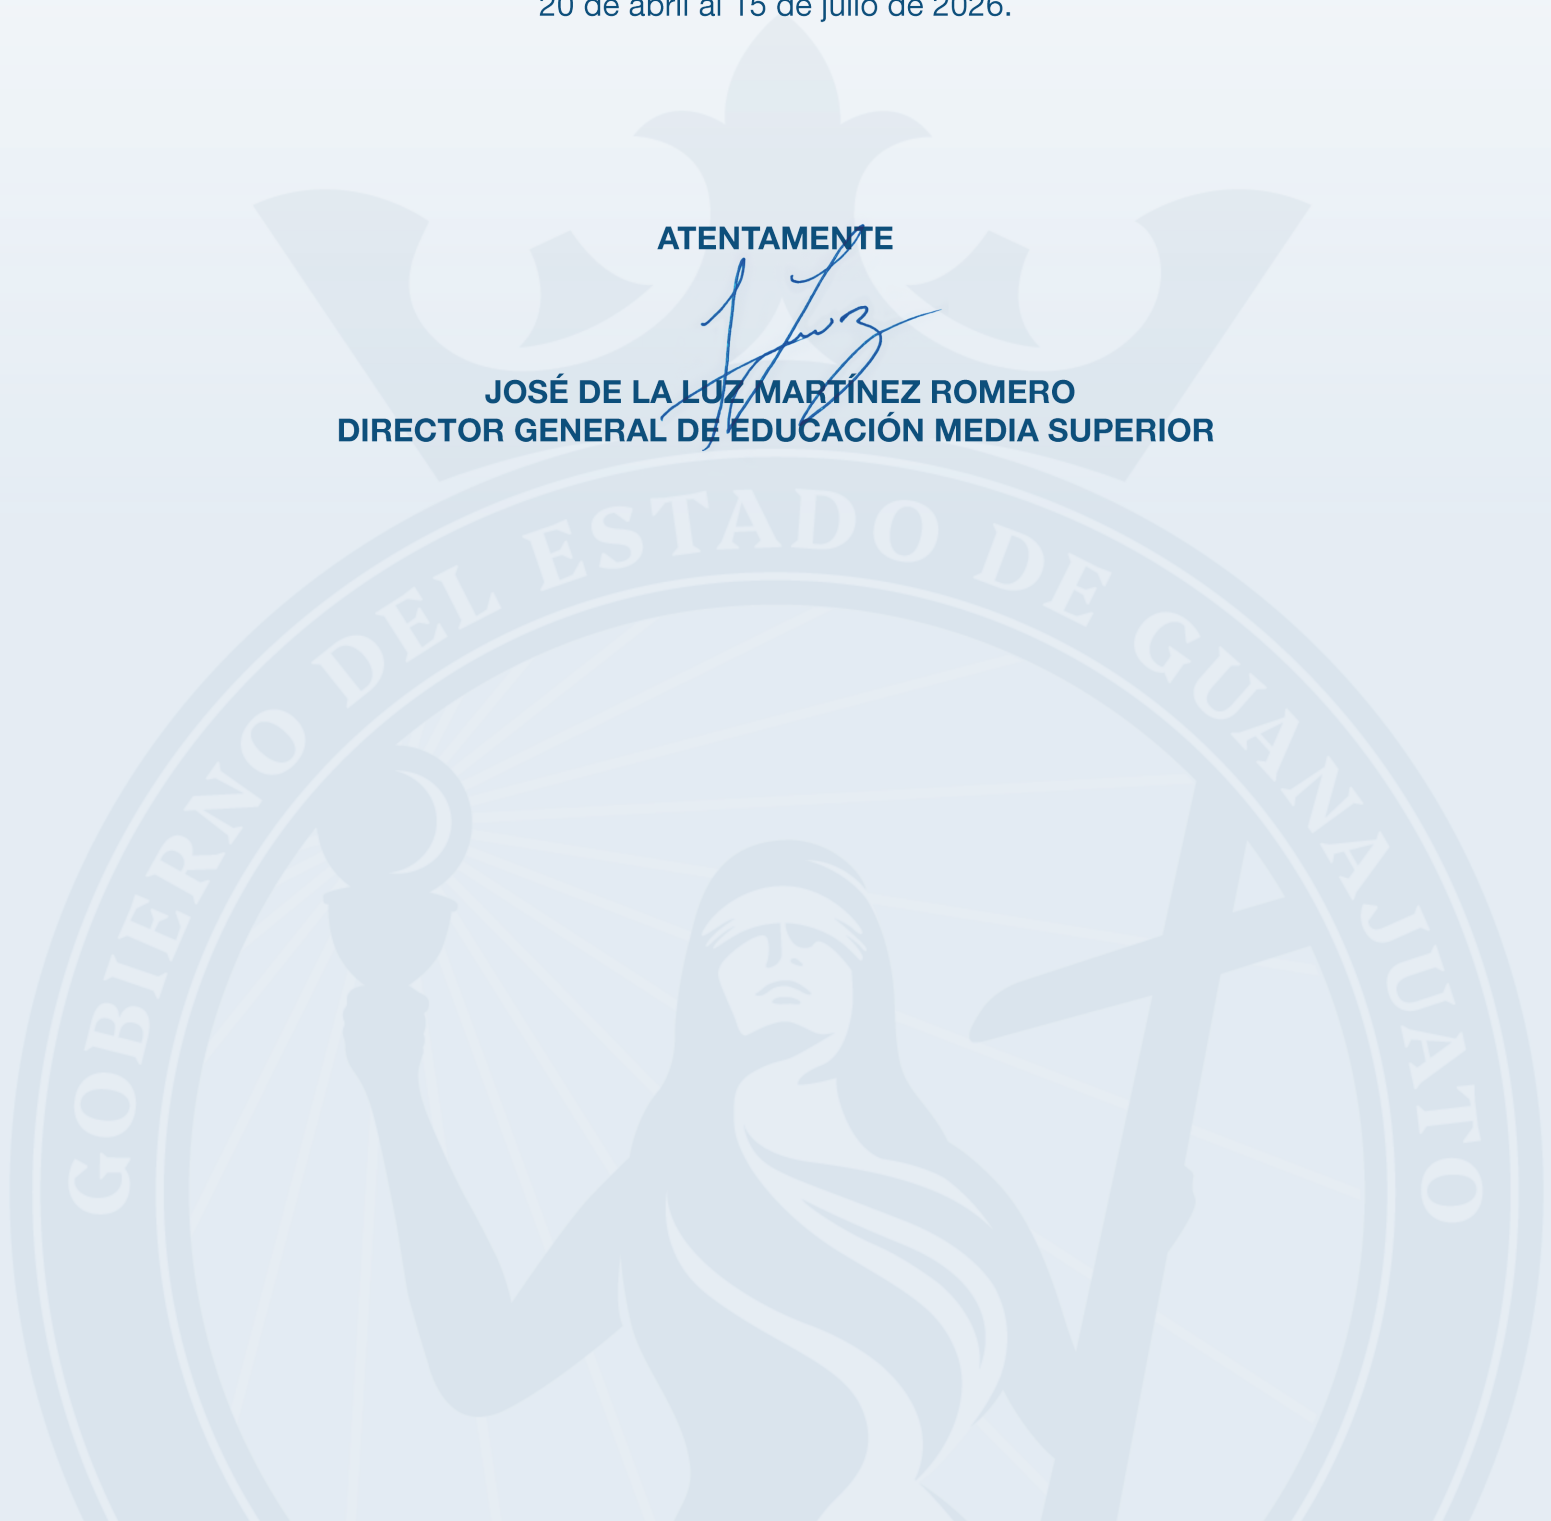 20 de abril al 15 de julio de 2026.
ATENTAMENTE
JOSÉ DE LA LUZ MARTÍNEZ ROMERO
DIRECTOR GENERAL DE EDUCACIÓN MEDIA SUPERIOR
GOBIERNO DEL ESTADO DE GUANAJUATO